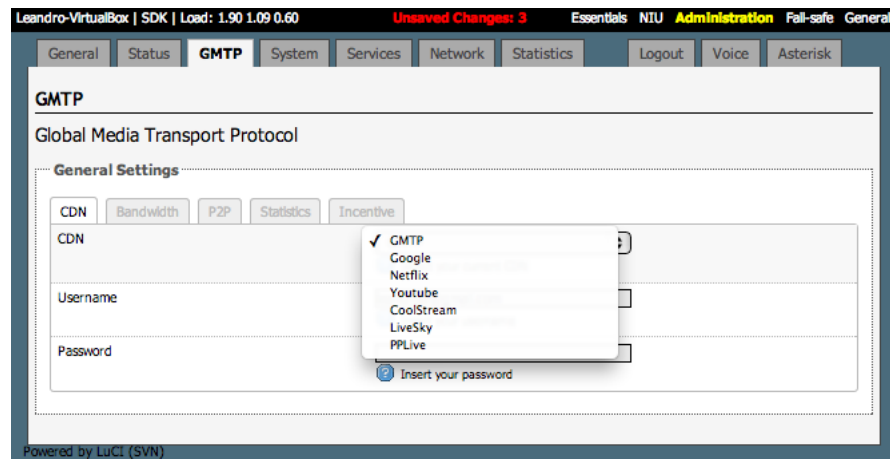 Leandro-VirtualBox | SDK | Load: 1.90 1.09 0.60 Unsaved Changes: 3 Essentials NIU Administration Fail-safe General
General Status GMTP System Services Network Statistics Logout Voice Asterisk
GMTP
Global Media Transport Protocol
General Settings
CDN Bandwidth P2P Statistics Incentive
CDN
✓ GMTP
Google
Netflix
Youtube
CoolStream
LiveSky
PPLive
Username
Password
Insert your password
Powered by LuCI (SVN)